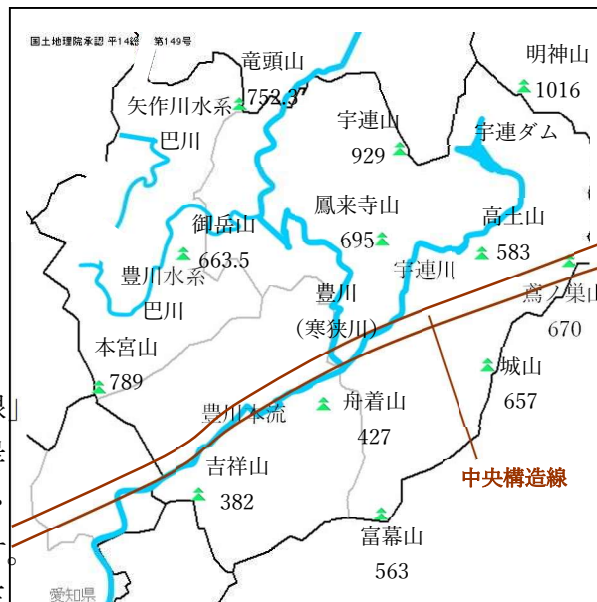 国土地理院承認 平14総 第149号
明神山
1016
竜頭山
752.3
矢作川水系
巴川
宇連山
929
宇連ダム
鳳来寺山
695
高土山
583
御岳山
663.5
豊川水系
巴川
宇連川
豊川
(寒狭川)
鳶ノ巣山
670
本宮山
789
城山
657
豊川本流
舟着山
427
中央構造線
吉祥山
382
富幕山
563
愛知県